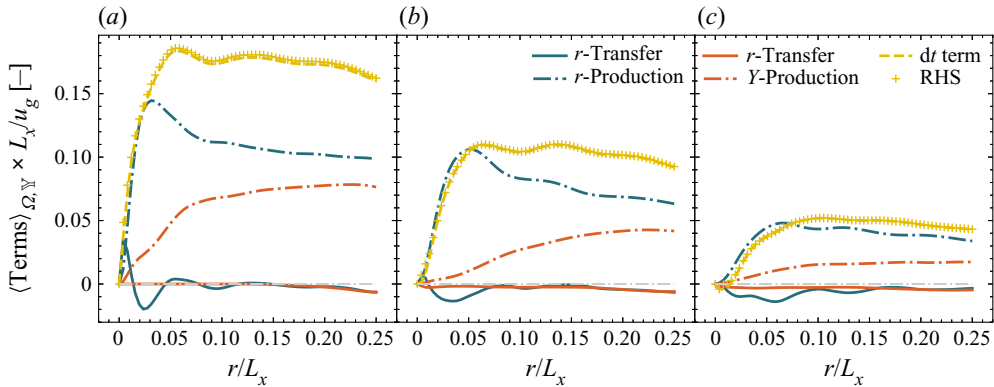 (a) (b) (c)
r-Transfer r-Transfer dt term
r-Production Y-Production RHS
⟨Terms⟩Ω,𝕐 × Lx/ug [–]
0.15
0.10
0.05
0
0 0.05 0.10 0.15 0.20 0.25 0 0.05 0.10 0.15 0.20 0.25 0 0.05 0.10 0.15 0.20 0.25
r/Lx r/Lx r/Lx